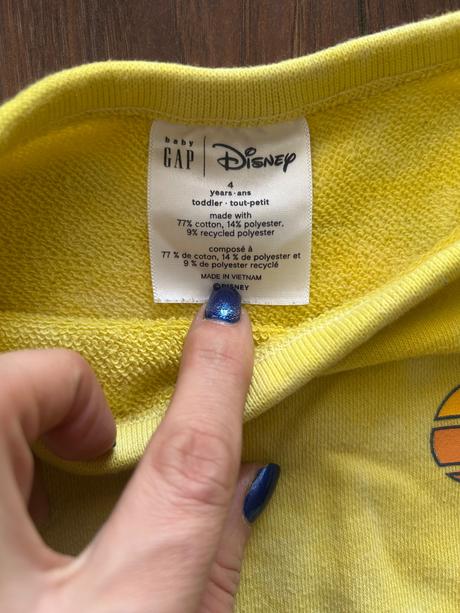 baby
GAP
Disney
4
years·ans
toddler · tout-petit
made with
77% cotton, 14% polyester,
9% recycled polyester
composé à
77 % de coton, 14 % de polyester et
9 % de polyester recyclé
MADE IN VIETNAM
©DISNEY